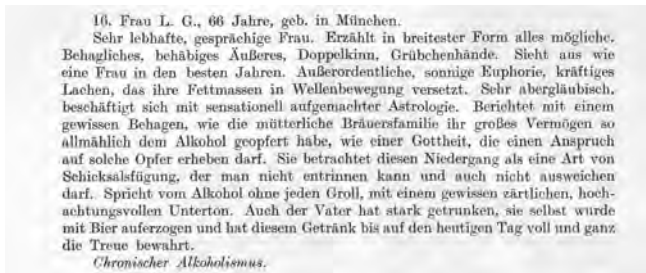 16. Frau L. G., 66 Jahre, geb. in München.
Sehr lebhafte, gesprächige Frau. Erzählt in breitester Form alles mögliche.
Behagliches, behäbiges Äußeres, Doppelkinn, Grübchenhände. Sieht aus wie
eine Frau in den besten Jahren. Außerordentliche, sonnige Euphorie, kräftiges
Lachen, das ihre Fettmassen in Wellenbewegung versetzt. Sehr abergläubisch,
beschäftigt sich mit sensationell aufgemachter Astrologie. Berichtet mit einem
gewissen Behagen, wie die mütterliche Bräuersfamilie ihr großes Vermögen so
allmählich dem Alkohol geopfert habe, wie einer Gottheit, die einen Anspruch
auf solche Opfer erheben darf. Sie betrachtet diesen Niedergang als eine Art von
Schicksalsfügung, der man nicht entrinnen kann und auch nicht ausweichen
darf. Spricht vom Alkohol ohne jeden Groll, mit einem gewissen zärtlichen, hoch-
achtungsvollen Unterton. Auch der Vater hat stark getrunken, sie selbst wurde
mit Bier auferzogen und hat diesem Getränk bis auf den heutigen Tag voll und ganz
die Treue bewahrt.
Chronischer Alkoholismus.